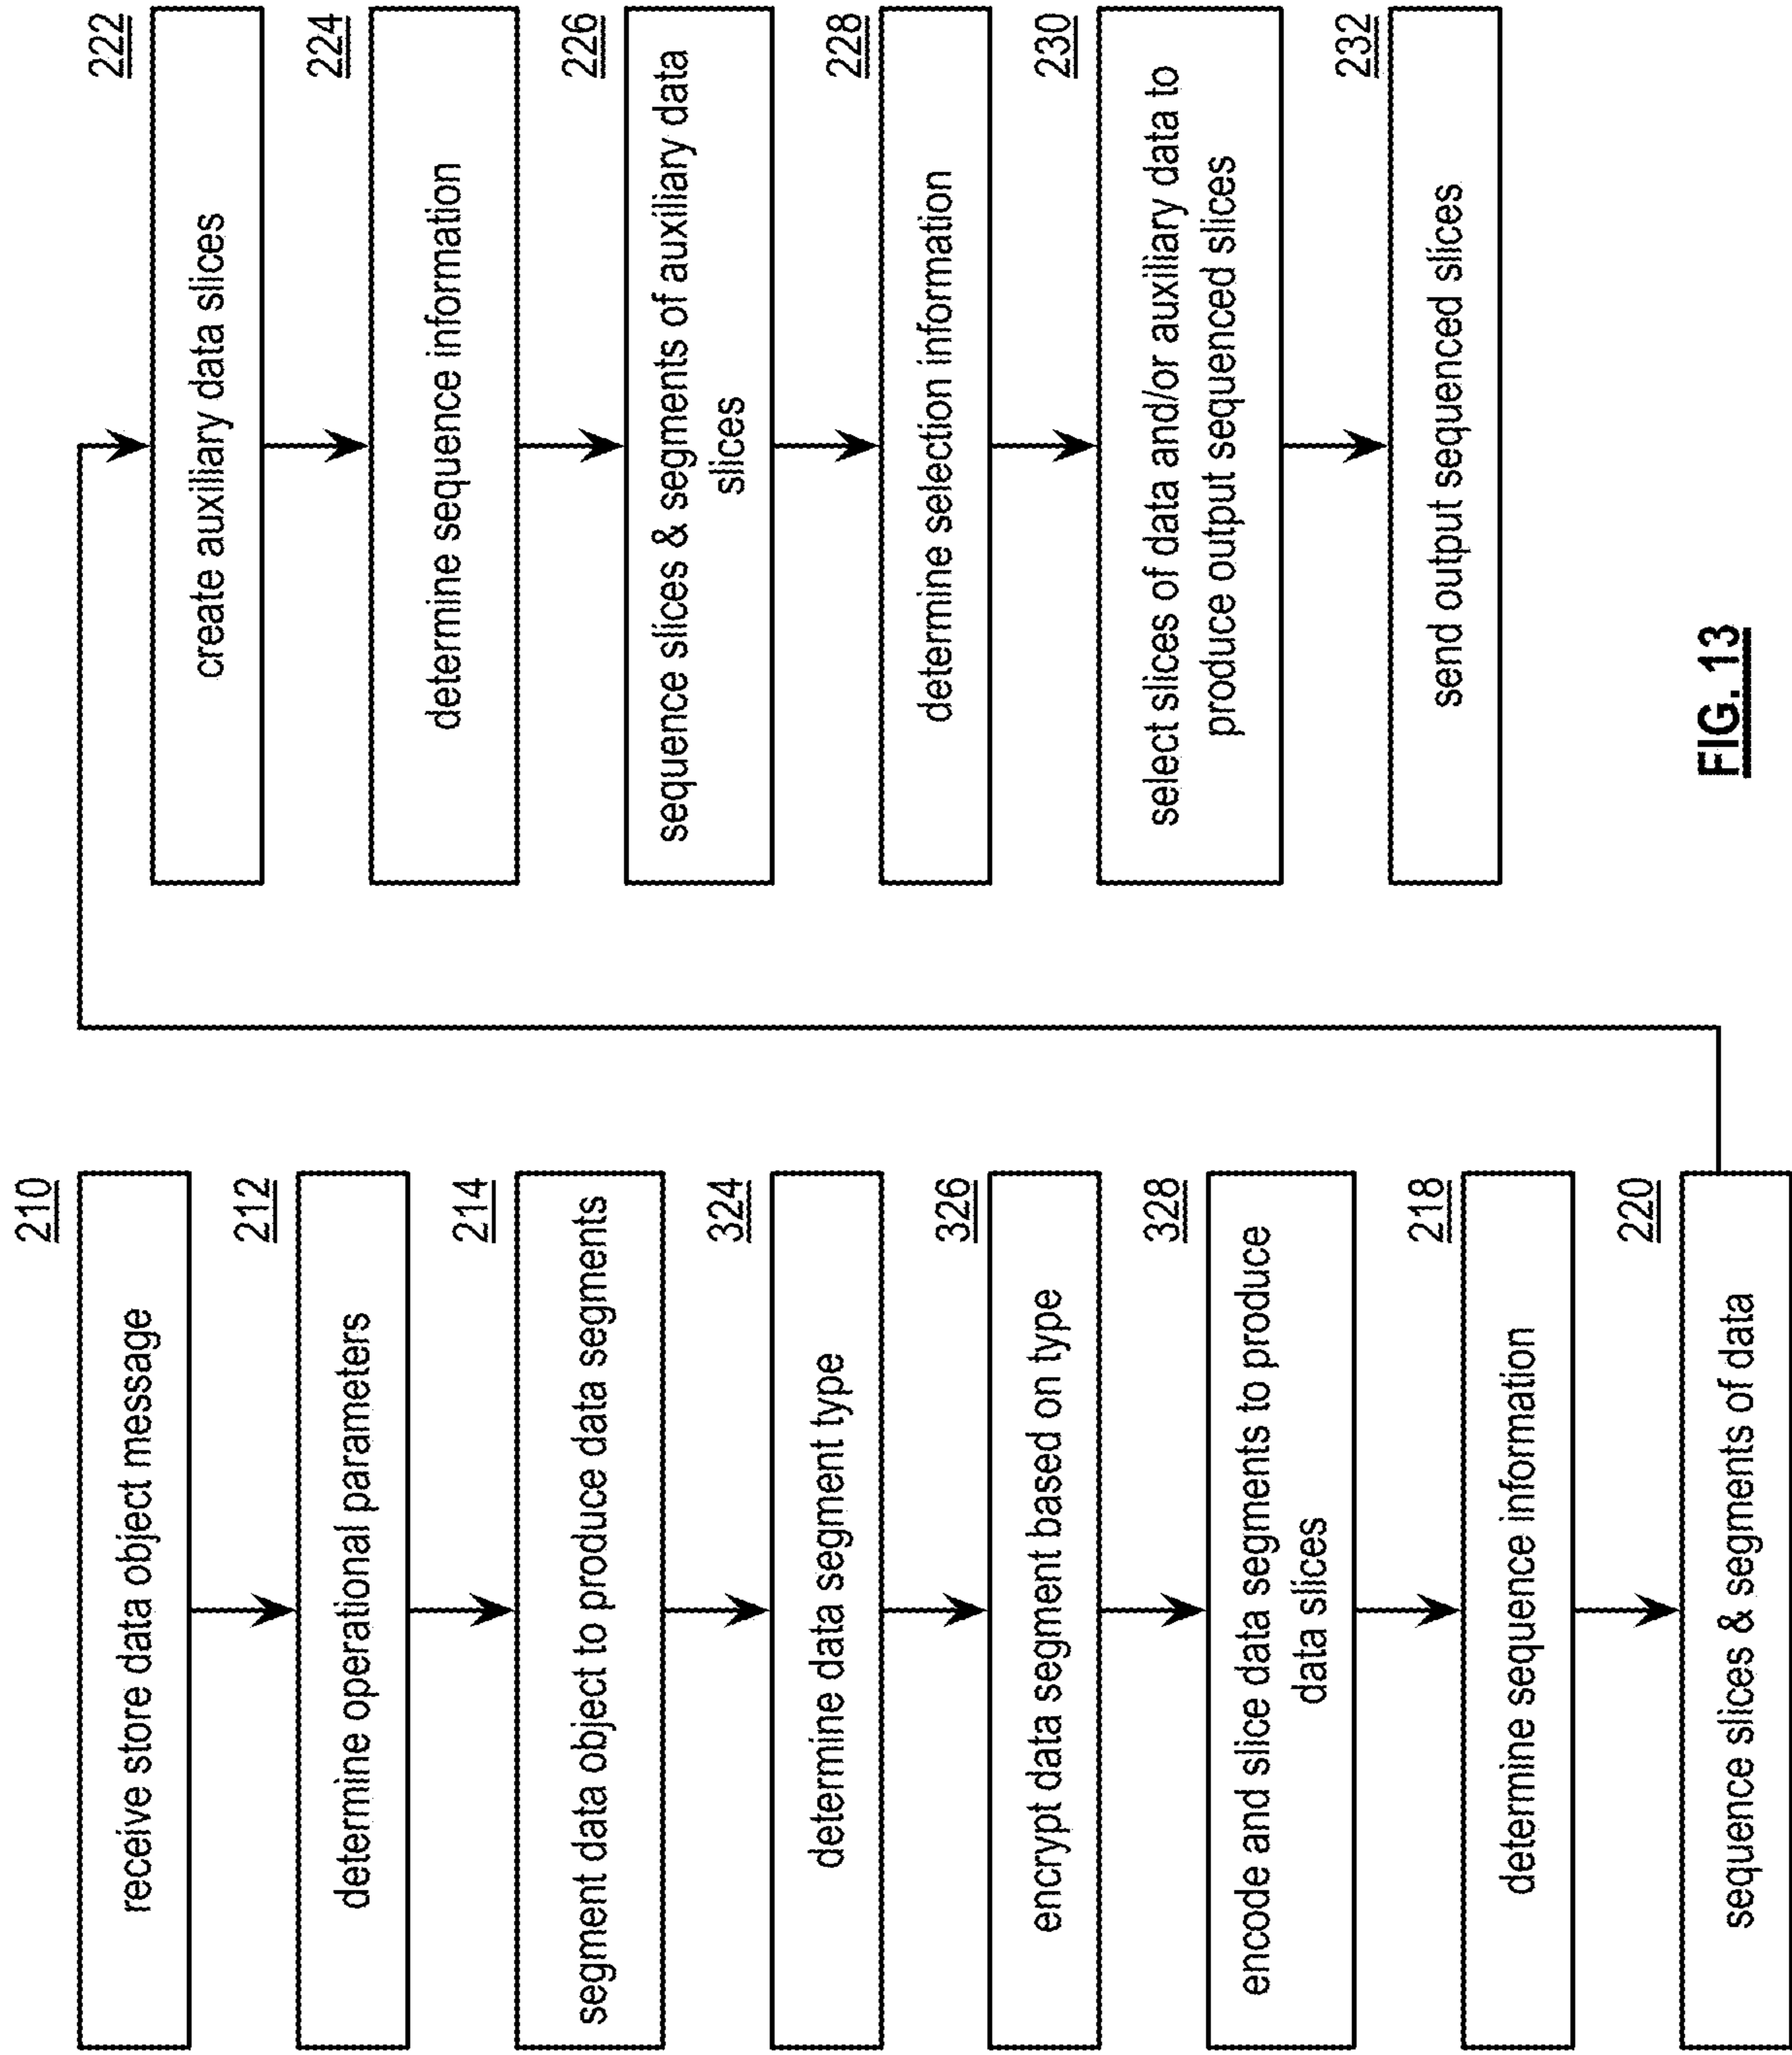 210
receive store data object message
212
determine operational parameters
214
segment data object to produce data segments
324
determine data segment type
326
encrypt data segment based on type
328
encode and slice data segments to produce
data slices
218
determine sequence information
220
sequence slices & segments of data
222
create auxiliary data slices
224
determine sequence information
226
sequence slices & segments of auxiliary data
slices
228
determine selection information
230
select slices of data and/or auxiliary data to
produce output sequenced slices
232
send output sequenced slices
FIG. 13